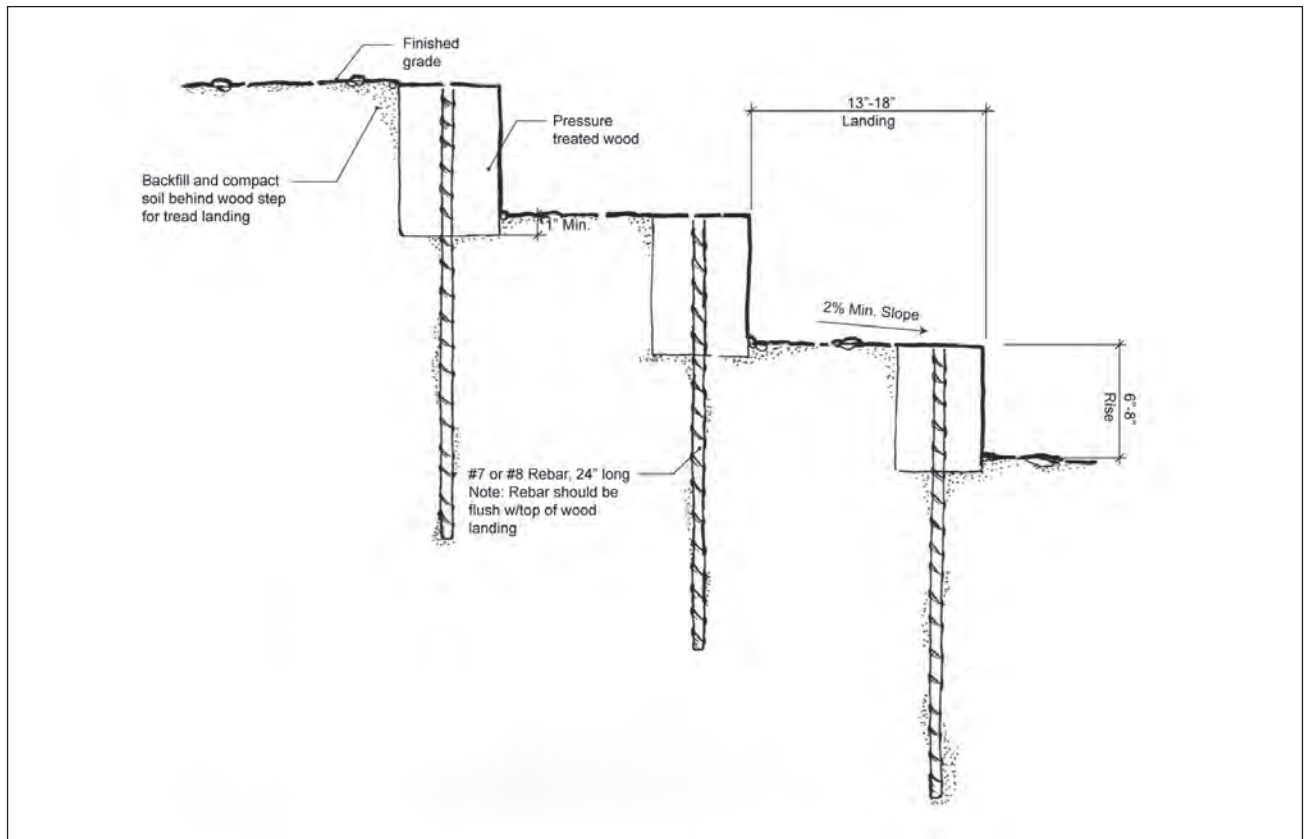 Finished
grade
13"-18"
Landing
Pressure
treated wood
Backfill and compact
soil behind wood step
for tread landing
1" Min.
2% Min. Slope
6"-8"
Rise
#7 or #8 Rebar, 24" long
Note: Rebar should be
flush w/top of wood
landing